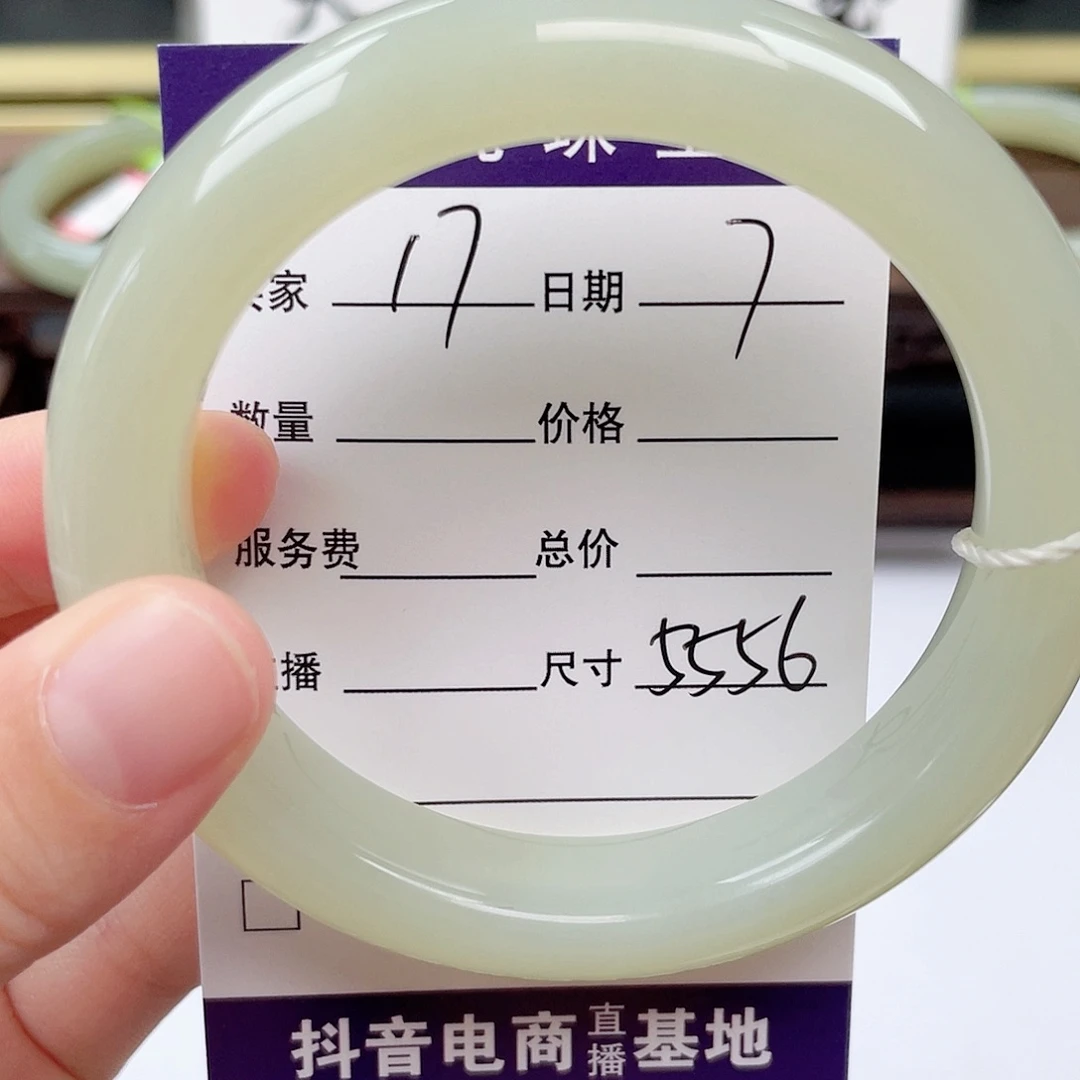 珠
家 17 日期 7
数量 价格
服务费 总价
播 尺寸 5556
抖音电商直播基地